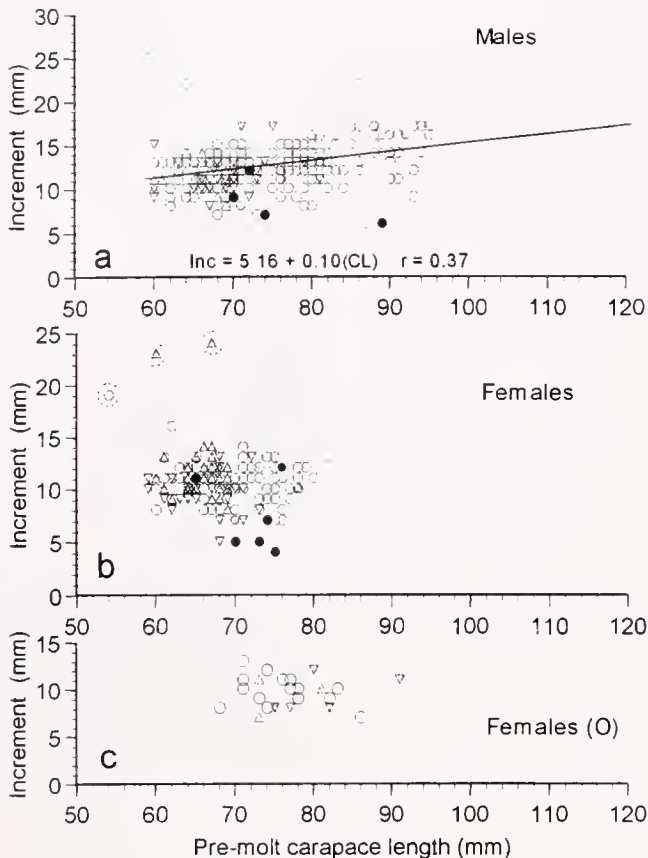 Increment (mm)
30
25
20
15
10
5
0
Males
a
Inc = 5 16 + 0.10(CL) r = 0.37
50 60 70 80 90 100 110 120
Increment (mm)
25
20
15
10
5
0
Females
b
50 60 70 80 90 100 110 120
Increment (mm)
15
10
5
0
Females (O)
c
50 60 70 80 90 100 110 120
Pre-molt carapace length (mm)